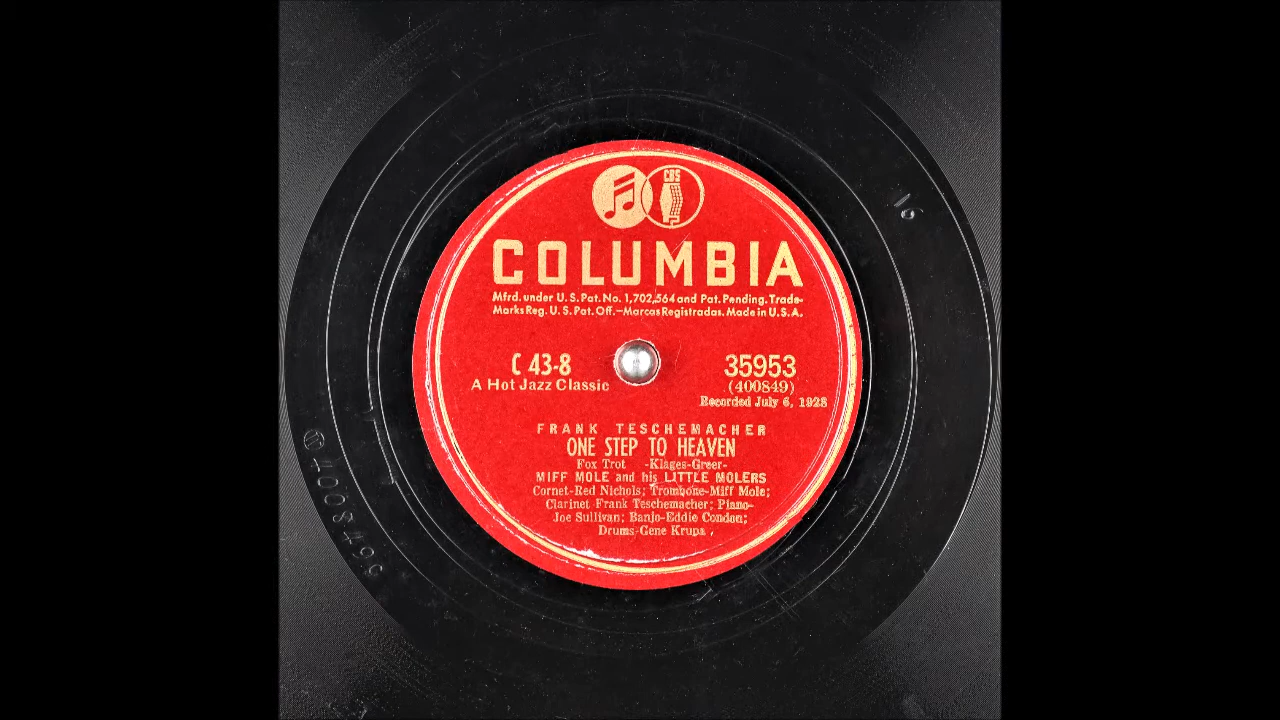 CBS
COLUMBIA
Mfrd. under U.S. Pat. No. 1,702,564 and Pat. Pending. Trade-
Marks Reg. U.S. Pat. Off.—Marcas Registradas. Made in U.S.A.
C 43-8
A Hot Jazz Classic
35953
(400849)
Recorded July 6, 1928
FRANK TESCHEMACHER
ONE STEP TO HEAVEN
Fox Trot -Klages-Greer-
MIFF MOLE and his LITTLE MOLERS
Cornet-Red Nichols; Trombone-Miff Mole;
Clarinet Frank Teschemacher; Piano-
Joe Sullivan; Banjo-Eddie Condon;
Drums-Gene Krupa
16